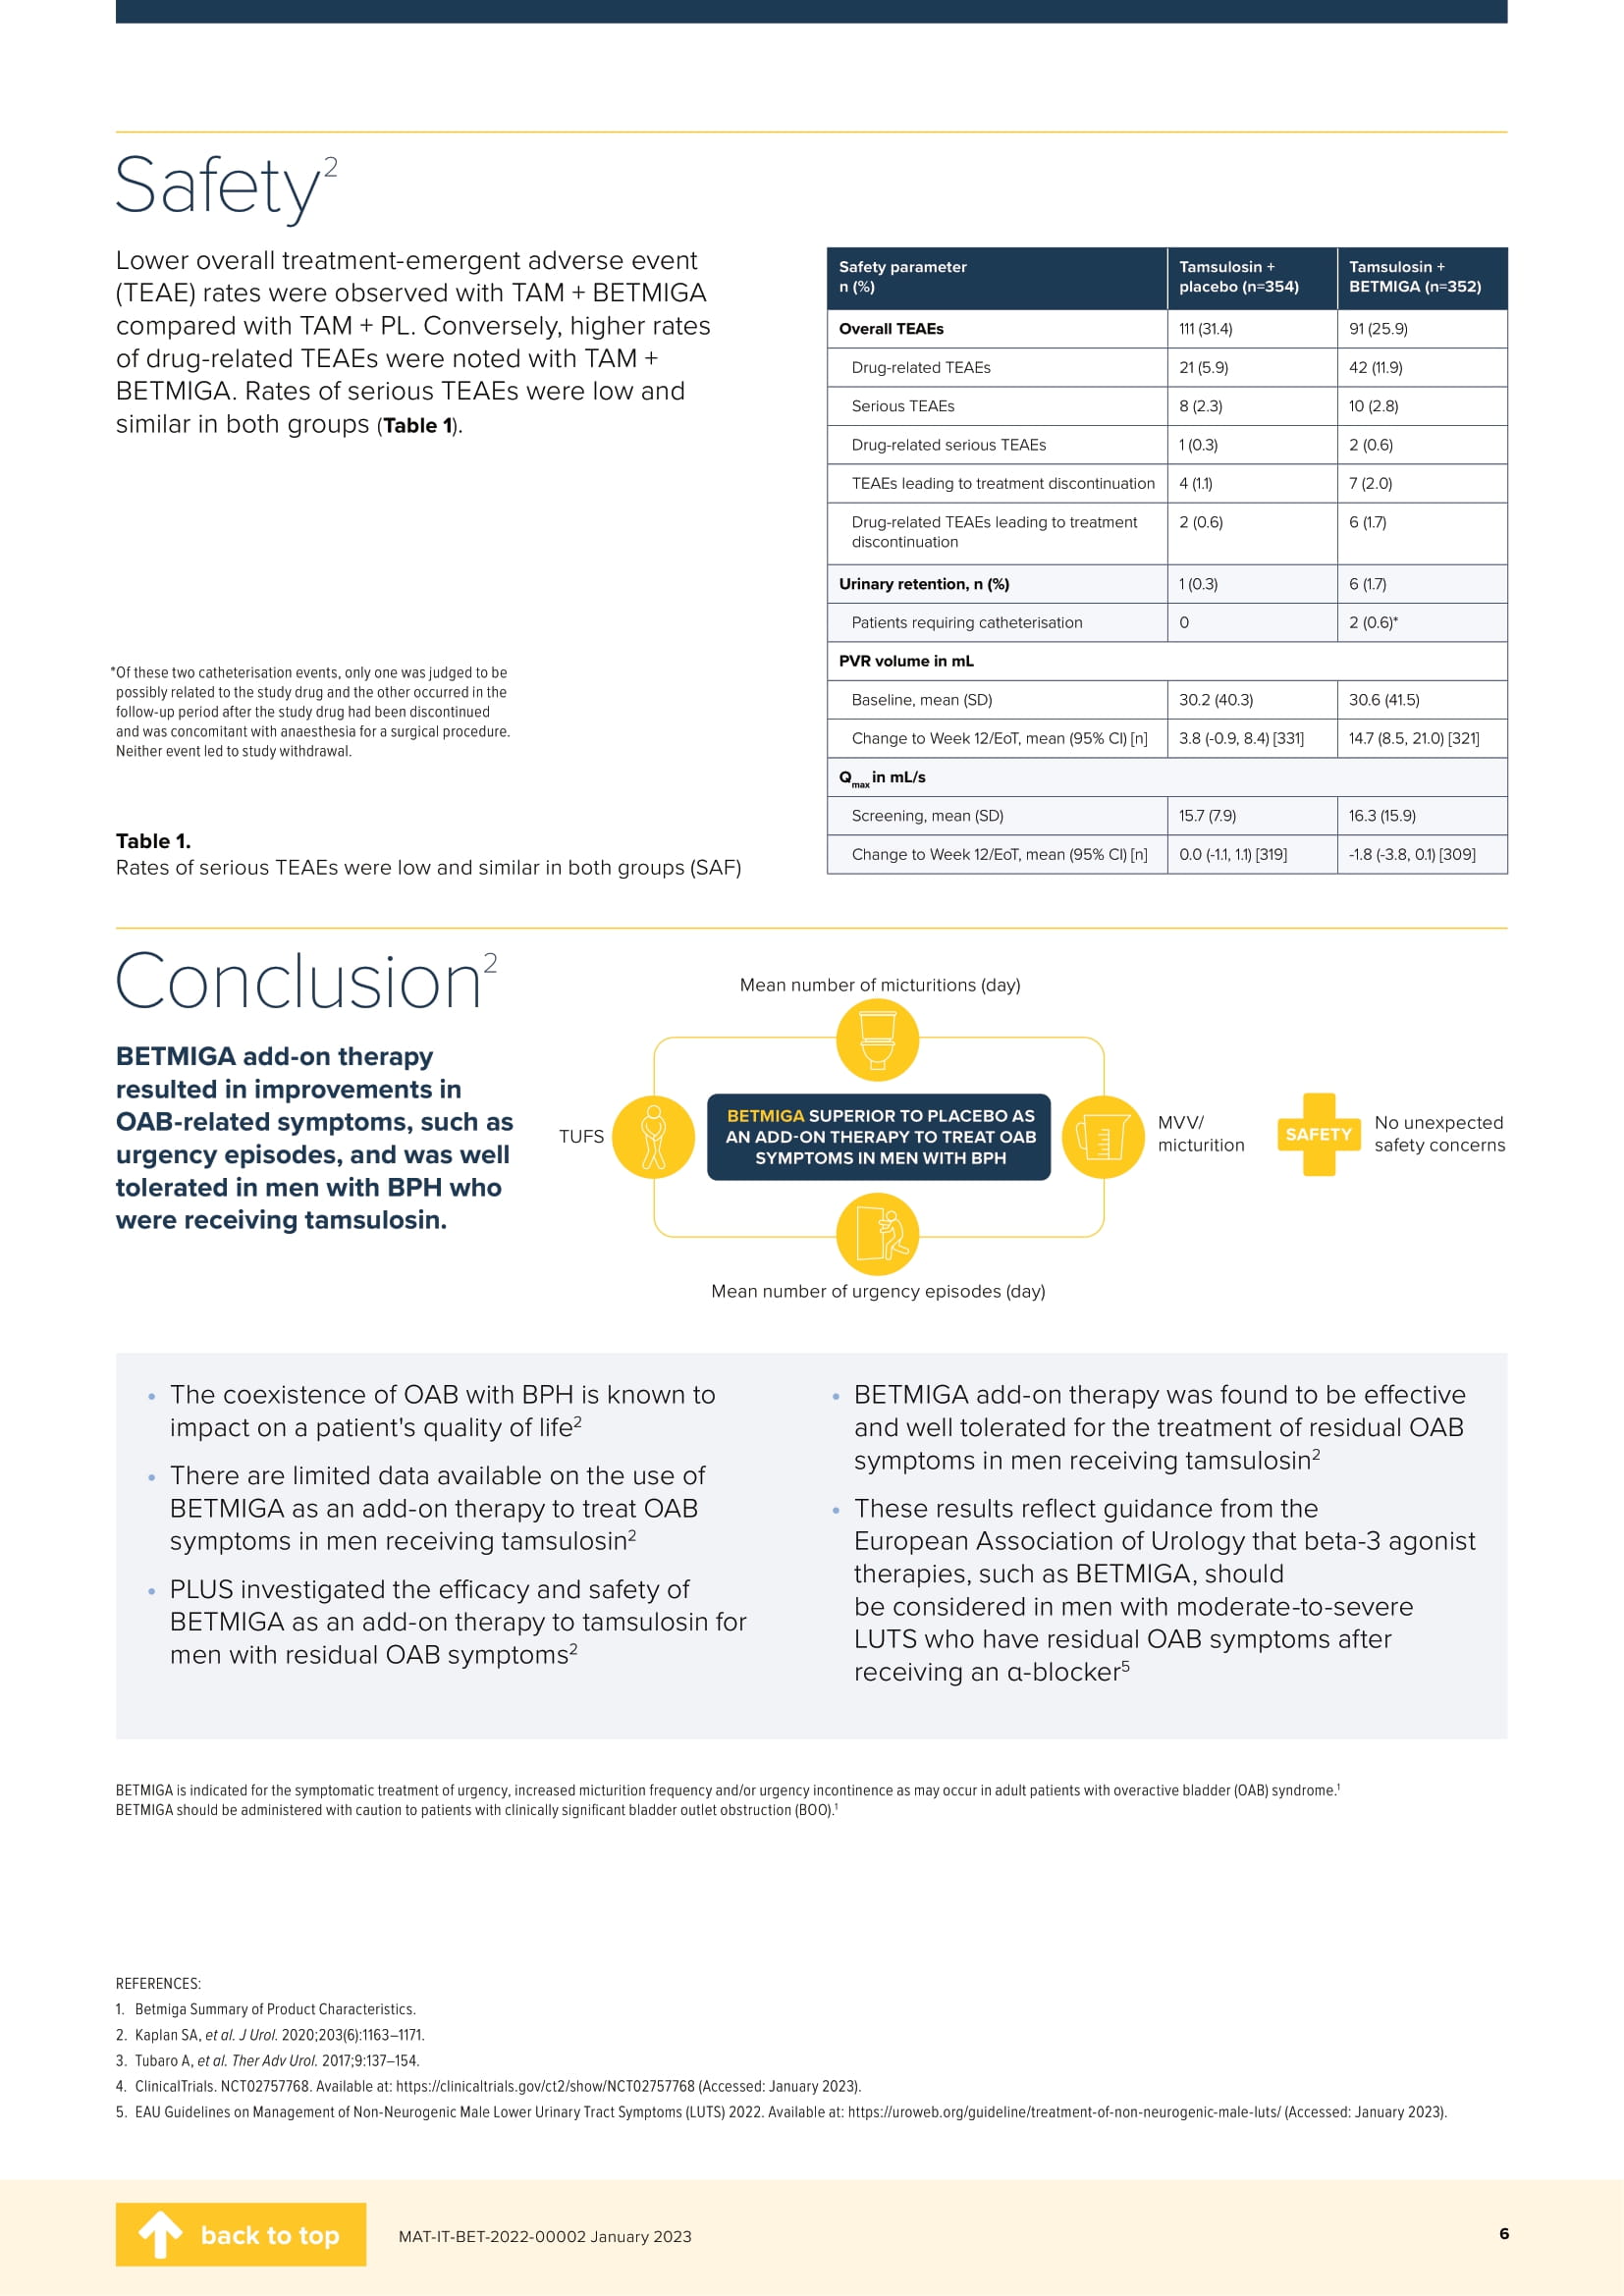 Safety2
Lower overall treatment-emergent adverse event
(TEAE) rates were observed with TAM + BETMIGA
compared with TAM + PL. Conversely, higher rates
of drug-related TEAEs were noted with TAM +
BETMIGA. Rates of serious TEAEs were low and
similar in both groups (Table 1).
*Of these two catheterisation events, only one was judged to be
possibly related to the study drug and the other occurred in the
follow-up period after the study drug had been discontinued
and was concomitant with anaesthesia for a surgical procedure.
Neither event led to study withdrawal.
Table 1.
Rates of serious TEAEs were low and similar in both groups (SAF)
Safety parameter n (%) Tamsulosin + placebo (n=354) Tamsulosin + BETMIGA (n=352)
Overall TEAEs 111 (31.4) 91 (25.9)
Drug-related TEAEs 21 (5.9) 42 (11.9)
Serious TEAEs 8 (2.3) 10 (2.8)
Drug-related serious TEAEs 1 (0.3) 2 (0.6)
TEAEs leading to treatment discontinuation 4 (1.1) 7 (2.0)
Drug-related TEAEs leading to treatment discontinuation 2 (0.6) 6 (1.7)
Urinary retention, n (%) 1 (0.3) 6 (1.7)
Patients requiring catheterisation 0 2 (0.6)*
PVR volume in mL
Baseline, mean (SD) 30.2 (40.3) 30.6 (41.5)
Change to Week 12/EoT, mean (95% CI) [n] 3.8 (-0.9, 8.4) [331] 14.7 (8.5, 21.0) [321]
Qmax in mL/s
Screening, mean (SD) 15.7 (7.9) 16.3 (15.9)
Change to Week 12/EoT, mean (95% CI) [n] 0.0 (-1.1, 1.1) [319] -1.8 (-3.8, 0.1) [309]
Conclusion2
BETMIGA add-on therapy
resulted in improvements in
OAB-related symptoms, such as
urgency episodes, and was well
tolerated in men with BPH who
were receiving tamsulosin.
Mean number of micturitions (day)
TUFS
BETMIGA SUPERIOR TO PLACEBO AS
AN ADD-ON THERAPY TO TREAT OAB
SYMPTOMS IN MEN WITH BPH
MVV/
micturition
SAFETY
No unexpected
safety concerns
Mean number of urgency episodes (day)
• The coexistence of OAB with BPH is known to
impact on a patient's quality of life2
• There are limited data available on the use of
BETMIGA as an add-on therapy to treat OAB
symptoms in men receiving tamsulosin2
• PLUS investigated the efficacy and safety of
BETMIGA as an add-on therapy to tamsulosin for
men with residual OAB symptoms2
• BETMIGA add-on therapy was found to be effective
and well tolerated for the treatment of residual OAB
symptoms in men receiving tamsulosin2
• These results reflect guidance from the
European Association of Urology that beta-3 agonist
therapies, such as BETMIGA, should
be considered in men with moderate-to-severe
LUTS who have residual OAB symptoms after
receiving an α-blocker5
BETMIGA is indicated for the symptomatic treatment of urgency, increased micturition frequency and/or urgency incontinence as may occur in adult patients with overactive bladder (OAB) syndrome.1
BETMIGA should be administered with caution to patients with clinically significant bladder outlet obstruction (BOO).1
REFERENCES:
1. Betmiga Summary of Product Characteristics.
2. Kaplan SA, et al. J Urol. 2020;203(6):1163–1171.
3. Tubaro A, et al. Ther Adv Urol. 2017;9:137–154.
4. ClinicalTrials. NCT02757768. Available at: https://clinicaltrials.gov/ct2/show/NCT02757768 (Accessed: January 2023).
5. EAU Guidelines on Management of Non-Neurogenic Male Lower Urinary Tract Symptoms (LUTS) 2022. Available at: https://uroweb.org/guideline/treatment-of-non-neurogenic-male-luts/ (Accessed: January 2023).
back to top
MAT-IT-BET-2022-00002 January 2023
6